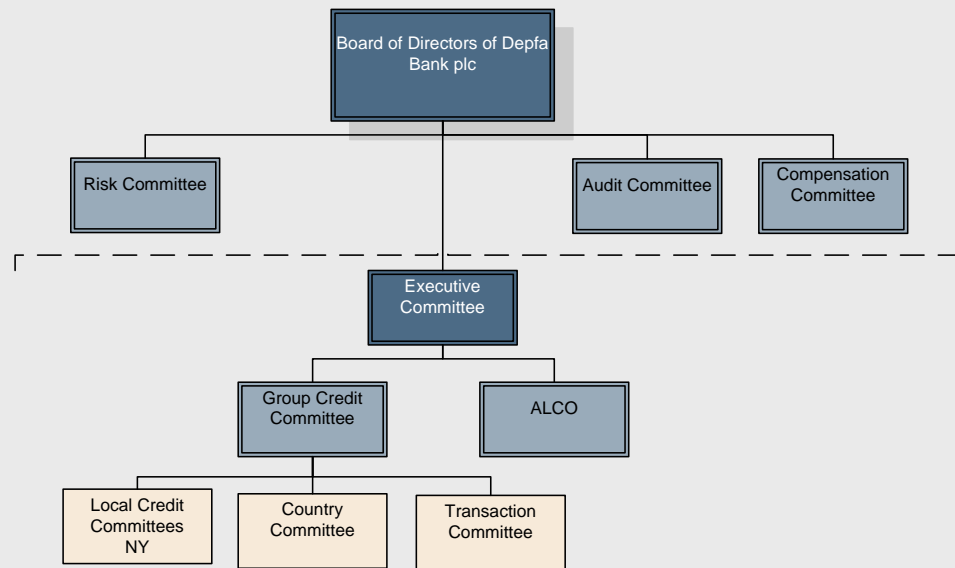 Board of Directors of Depfa
Bank plc
Risk Committee
Audit Committee
Compensation
Committee
Executive
Committee
Group Credit
Committee
ALCO
Local Credit
Committees
NY
Country
Committee
Transaction
Committee